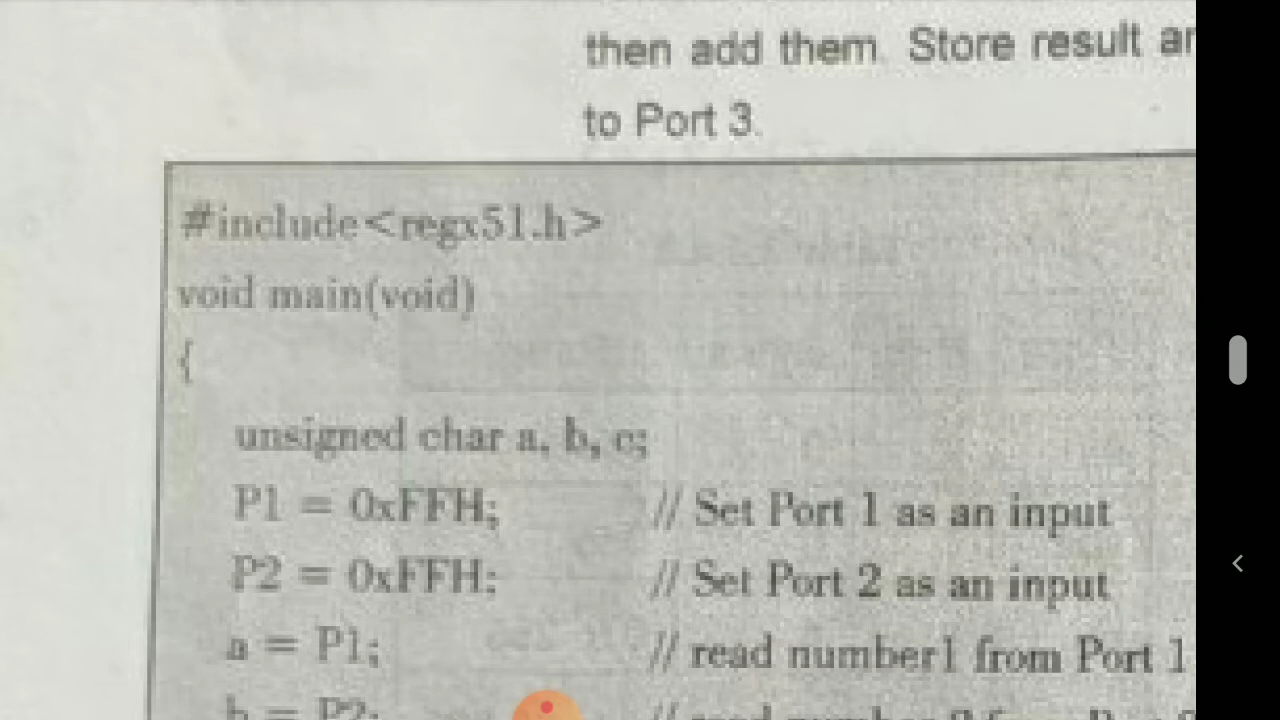 then add them. Store result
to Port 3.
#include<regx51.h>
void main(void)
{
unsigned char a, b, c;
P1 = 0xFFH; // Set Port 1 as an input
P2 = 0xFFH; // Set Port 2 as an input
a = P1; // read number1 from Port 1
b = P2;